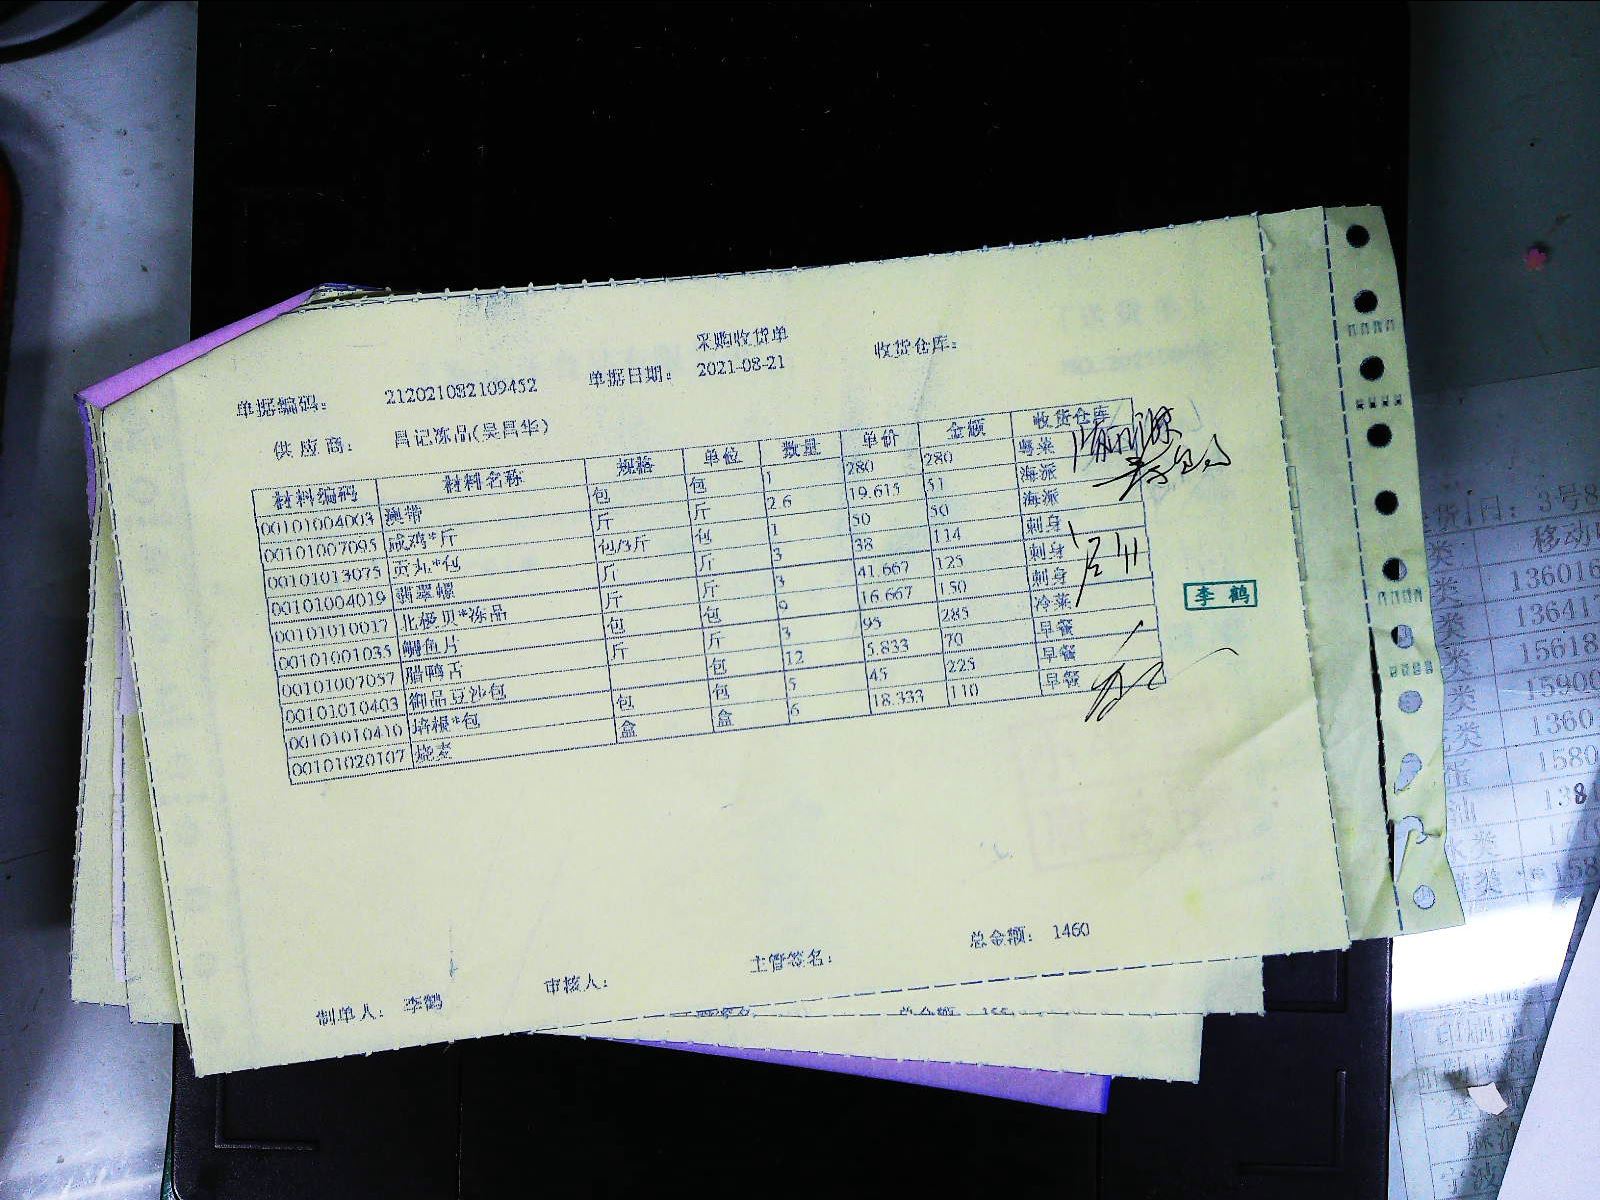 采购收货单
单据编码： 212021082109452 单据日期： 2021-08-21 收货仓库：
供应商： 昌记冻品(吴昌华)
材料编码 材料名称 规格 单位 数量 单价 金额 收货仓库
00101004003 澳带 包 包 1 280 280 粤菜
00101007095 咸鸡*斤 斤 斤 2.6 19.615 51 海派
00101013075 贡丸*包 包/3斤 包 1 50 50 海派
00101004019 翡翠螺 斤 斤 3 38 114 刺身
00101010017 北极贝*冻品 斤 斤 3 41.667 125 刺身
00101001035 鲷鱼片 包 包 9 16.667 150 刺身
00101007057 腊鸭舌 斤 斤 3 95 285 冷菜
00101010403 御品豆沙包 包 12 5.833 70 早餐
00101010410 培根*包 包 包 5 45 225 早餐
00101020107 烧麦 盒 盒 6 18.333 110 早餐
李鹤
总金额： 1460
制单人： 李鹤 审核人： 主管签名：